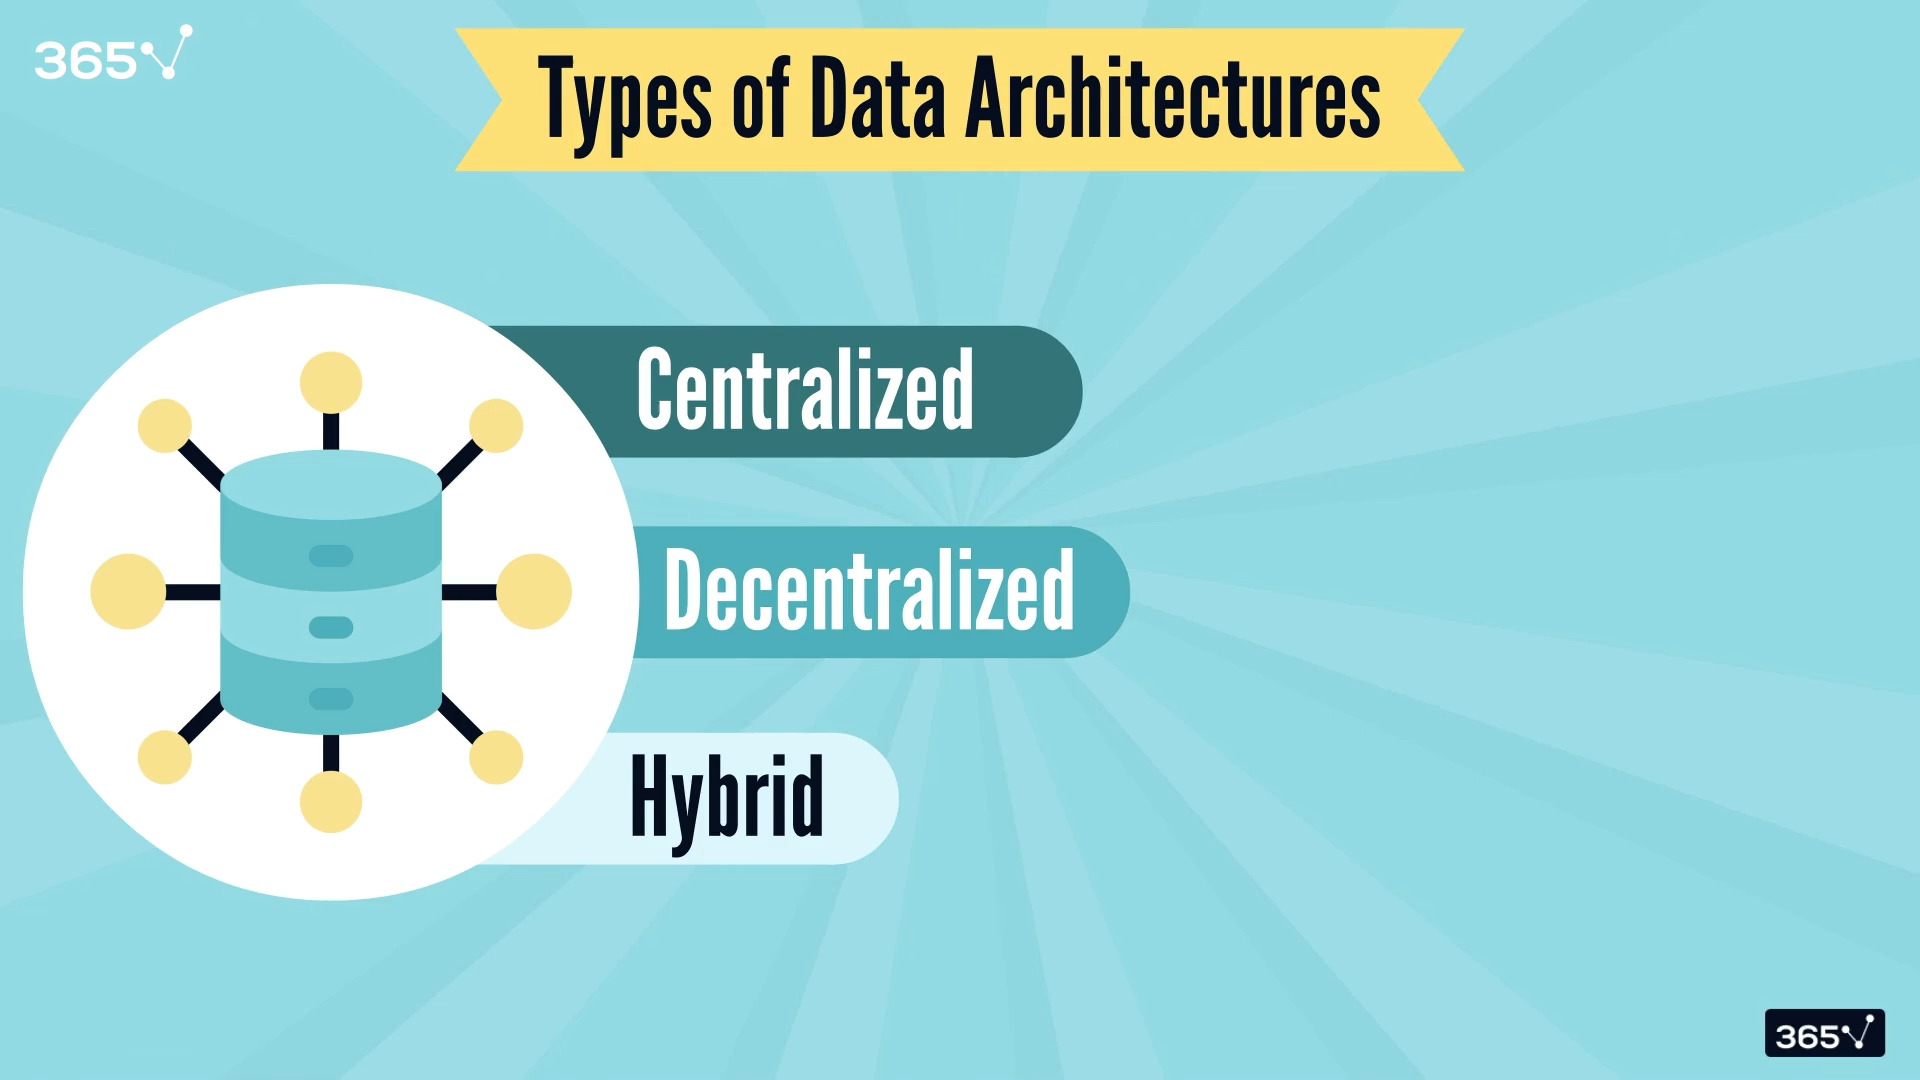 365
Types of Data Architectures
Centralized
Decentralized
Hybrid
365